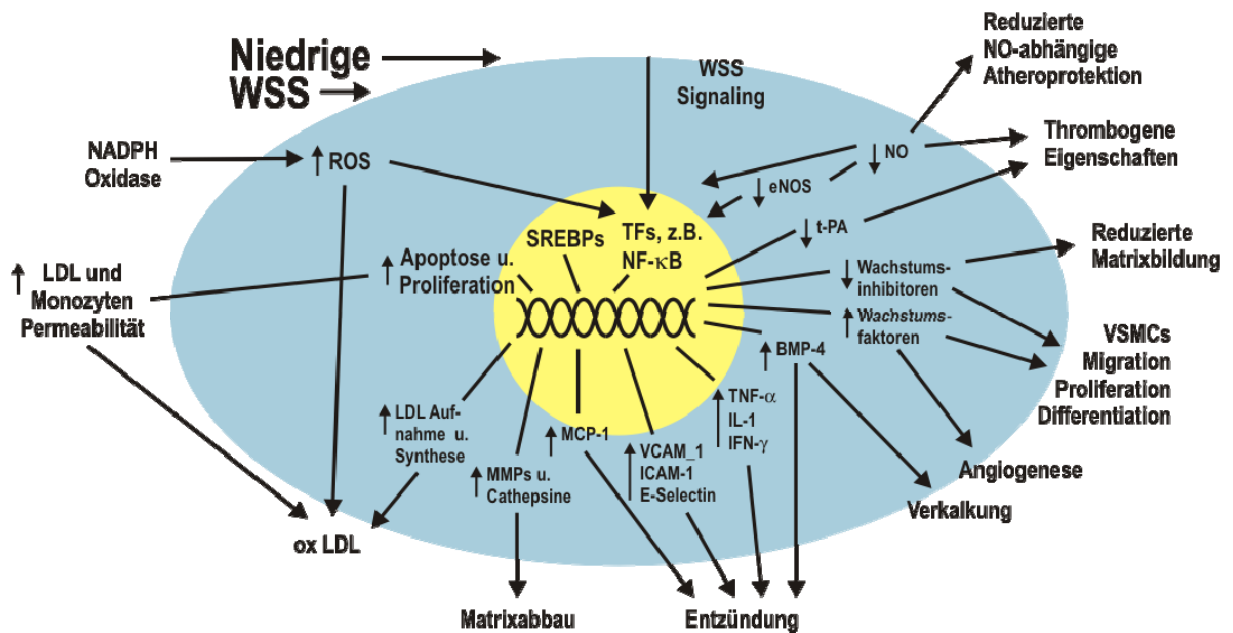 Niedrige
WSS
WSS
Signaling
Reduzierte
NO-abhängige
Atheroprotektion
NADPH
Oxidase
↑ ROS
↓ NO
Thrombogene
Eigenschaften
↓ eNOS
↓ t-PA
SREBPs
TFs, z.B.
NF-κB
↑ Apoptose u.
Proliferation
↑ LDL und
Monozyten
Permeabilität
Reduzierte
Matrixbildung
↓ Wachstums-
inhibitoren
↑ Wachstums-
faktoren
VSMCs
Migration
Proliferation
Differentiation
↑ BMP-4
↑ TNF-α
IL-1
IFN-γ
↑ LDL Auf-
nahme u.
Synthese
↑ MCP-1
↑ MMPs u.
Cathepsine
↑ VCAM_1
ICAM-1
E-Selectin
Angiogenese
Verkalkung
ox LDL
Matrixabbau
Entzündung